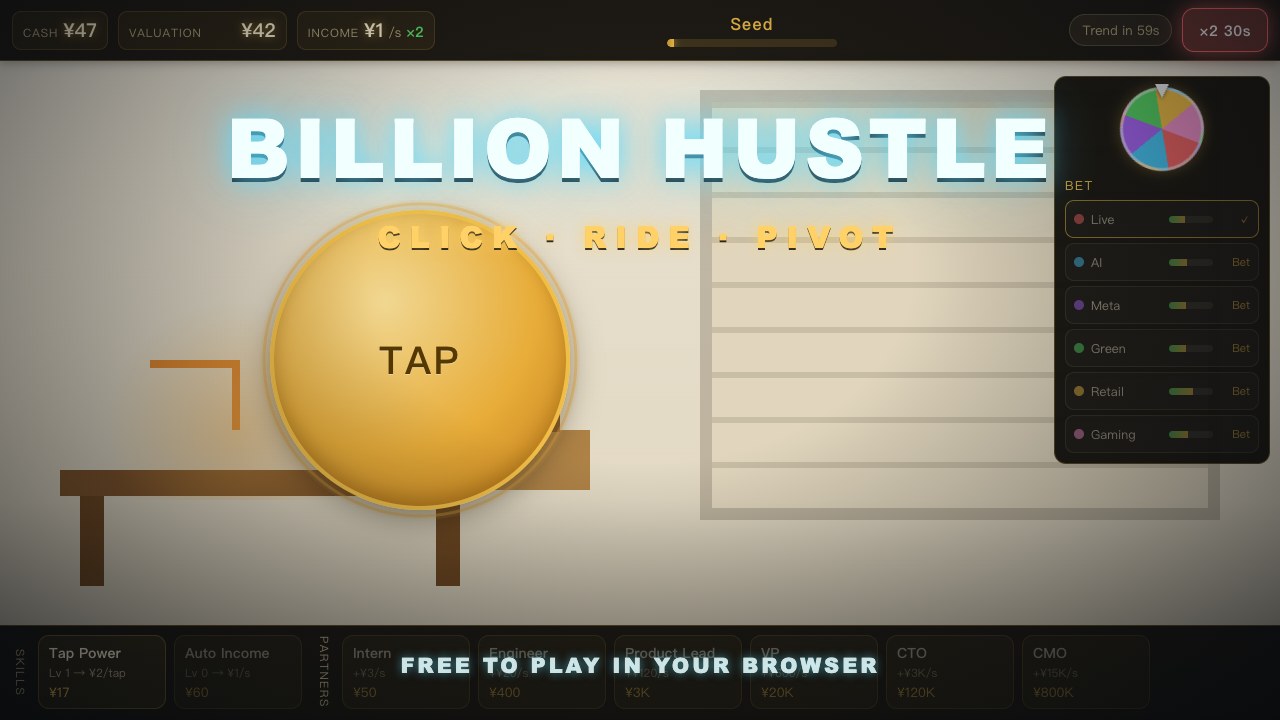 CASH ¥47
VALUATION ¥42
INCOME ¥1 /s ×2
Seed
Trend in 59s
×2 30s
BILLION HUSTLE
CLICK · RIDE · PIVOT
TAP
BET
Live ✓
AI Bet
Meta Bet
Green Bet
Retail Bet
Gaming Bet
SKILLS
Tap Power
Lv 1 → ¥2/tap
¥17
Auto Income
Lv 0 → ¥1/s
¥60
PARTNERS
Intern
+¥3/s
¥50
Engineer
¥400
Product Lead
¥3K
VP
¥20K
CTO
+¥3K/s
¥120K
CMO
+¥15K/s
¥800K
FREE TO PLAY IN YOUR BROWSER